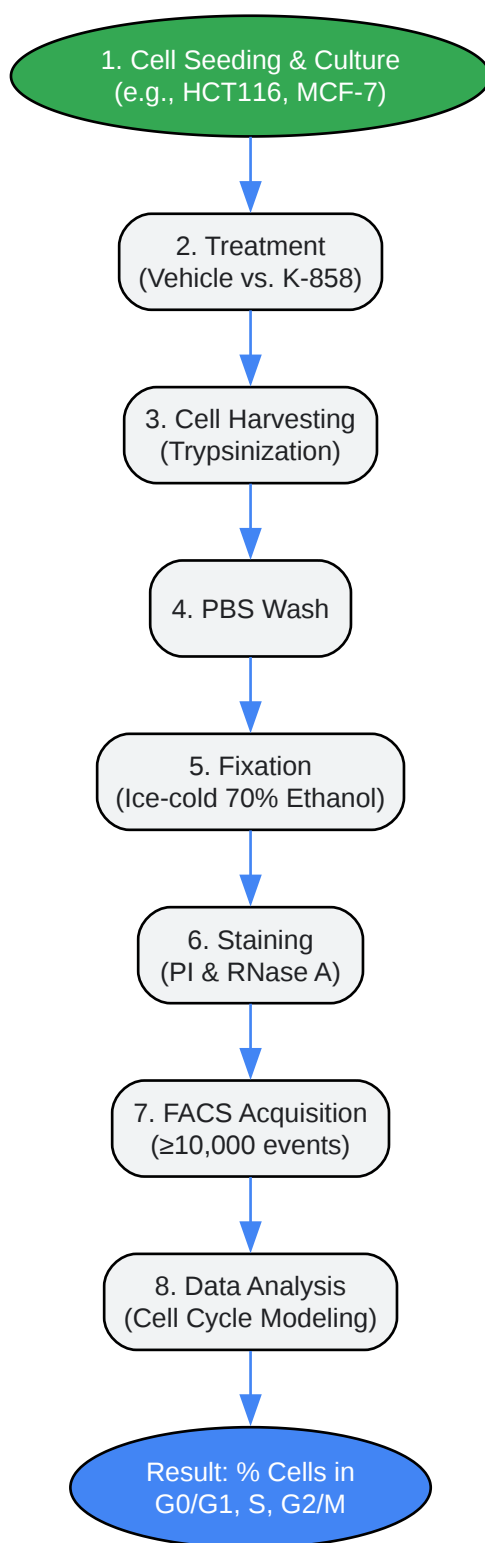 1. Cell Seeding & Culture
(e.g., HCT116, MCF-7)
2. Treatment
(Vehicle vs. K-858)
3. Cell Harvesting
(Trypsinization)
4. PBS Wash
5. Fixation
(Ice-cold 70% Ethanol)
6. Staining
(PI & RNase A)
7. FACS Acquisition
(≥10,000 events)
8. Data Analysis
(Cell Cycle Modeling)
Result: % Cells in
G0/G1, S, G2/M